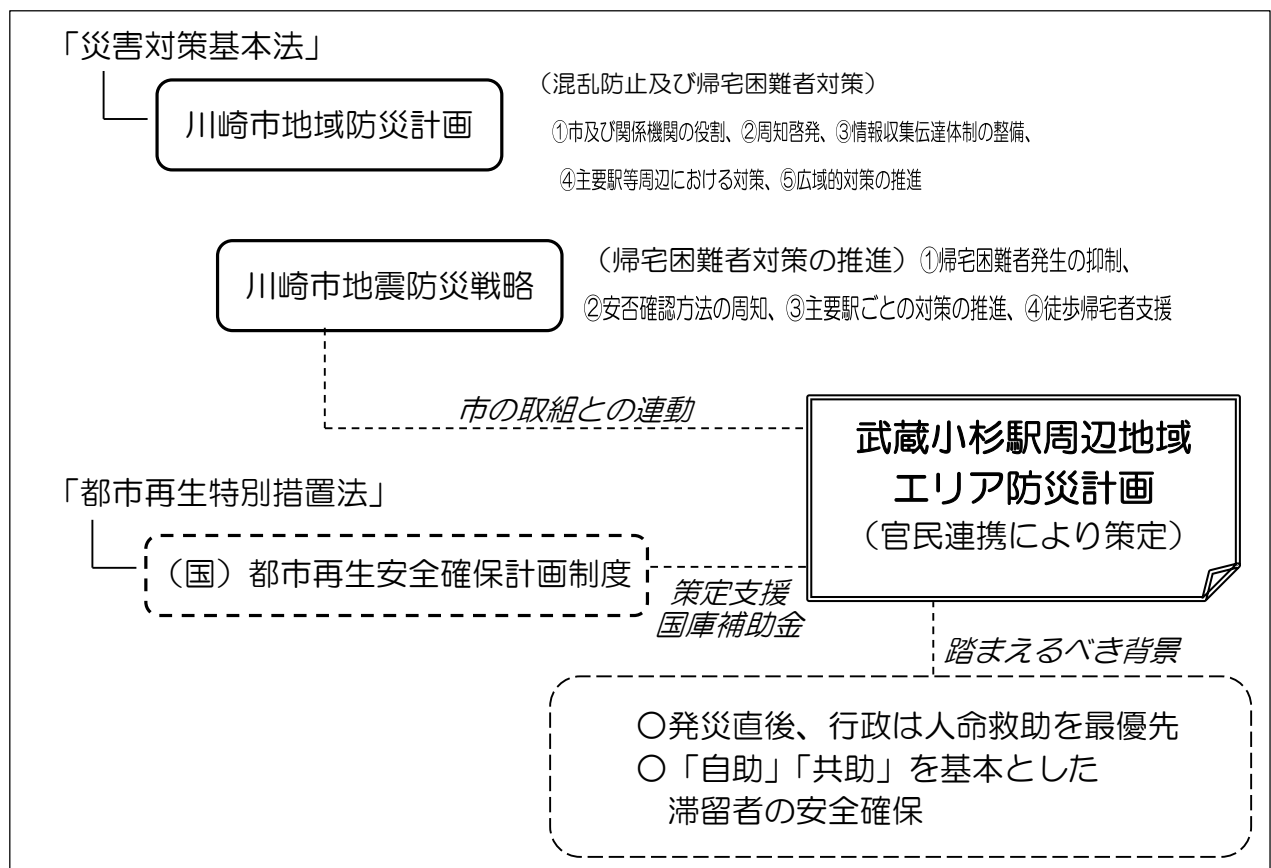 「災害対策基本法」
川崎市地域防災計画
（混乱防止及び帰宅困難者対策）
①市及び関係機関の役割、②周知啓発、③情報収集伝達体制の整備、
④主要駅等周辺における対策、⑤広域的対策の推進
川崎市地震防災戦略
（帰宅困難者対策の推進）①帰宅困難者発生の抑制、
②安否確認方法の周知、③主要駅ごとの対策の推進、④徒歩帰宅者支援
市の取組との連動
武蔵小杉駅周辺地域
エリア防災計画
（官民連携により策定）
「都市再生特別措置法」
（国）都市再生安全確保計画制度
策定支援
国庫補助金
踏まえるべき背景
○発災直後、行政は人命救助を最優先
○「自助」「共助」を基本とした
滞留者の安全確保